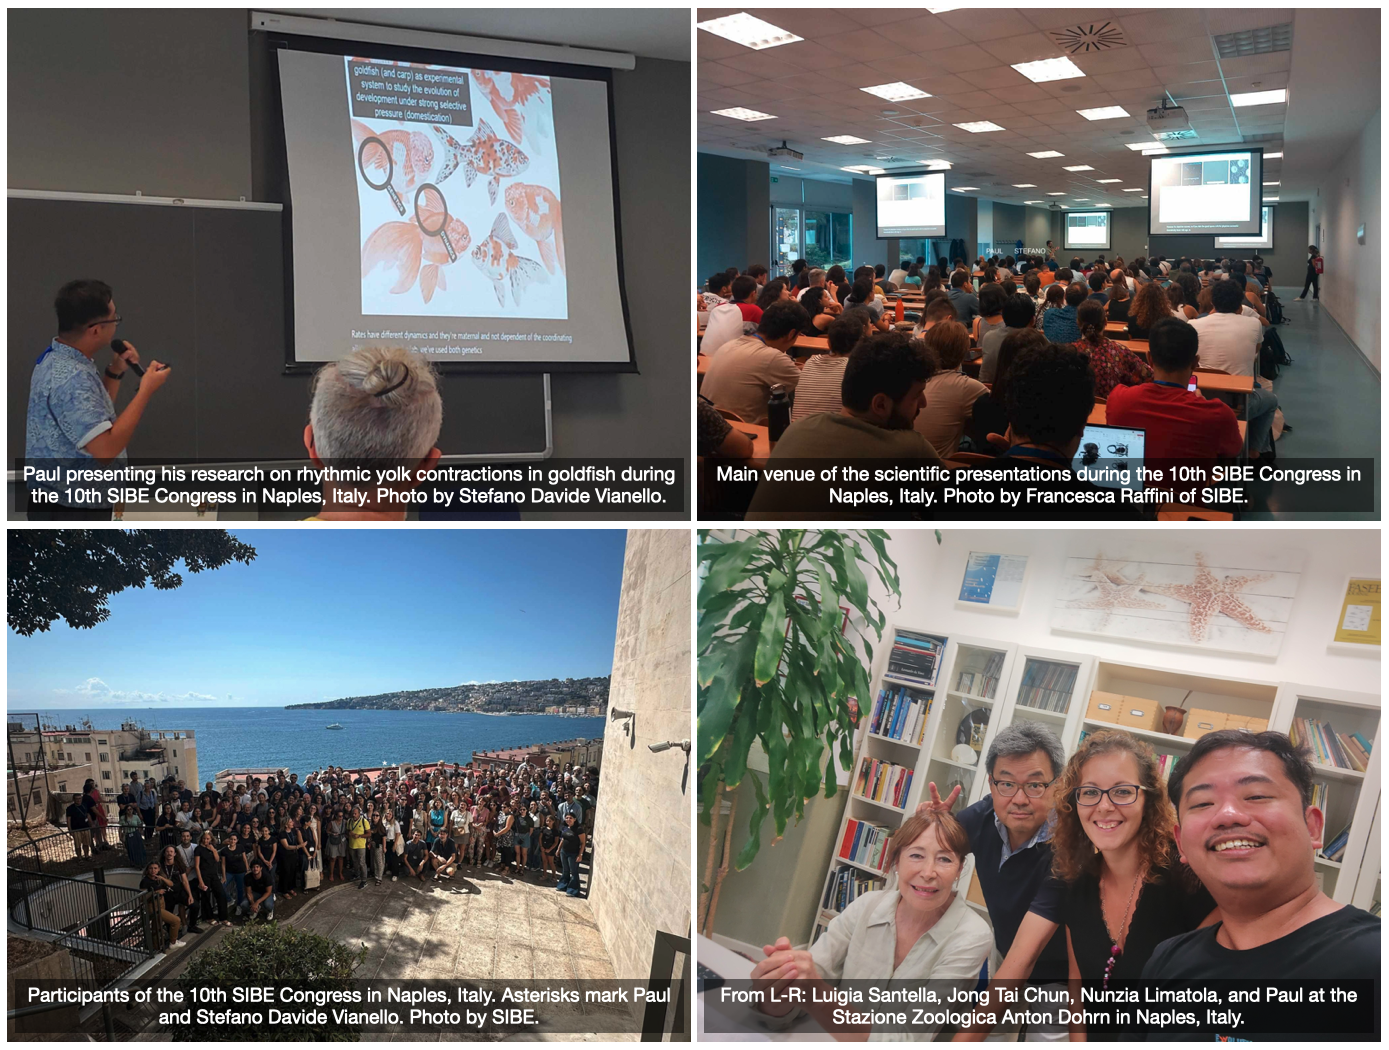 goldfish (and carp) as experimental
system to study the evolution of
development under strong selective
pressure (domestication)
Rates have different dynamics and they're maternal and not dependent of the coordinating
we've used both genetics
Paul presenting his research on rhythmic yolk contractions in goldfish during
the 10th SIBE Congress in Naples, Italy. Photo by Stefano Davide Vianello.
PAUL STEFANO
Main venue of the scientific presentations during the 10th SIBE Congress in
Naples, Italy. Photo by Francesca Raffini of SIBE.
Participants of the 10th SIBE Congress in Naples, Italy. Asterisks mark Paul
and Stefano Davide Vianello. Photo by SIBE.
FASEB
From L-R: Luigia Santella, Jong Tai Chun, Nunzia Limatola, and Paul at the
Stazione Zoologica Anton Dohrn in Naples, Italy.